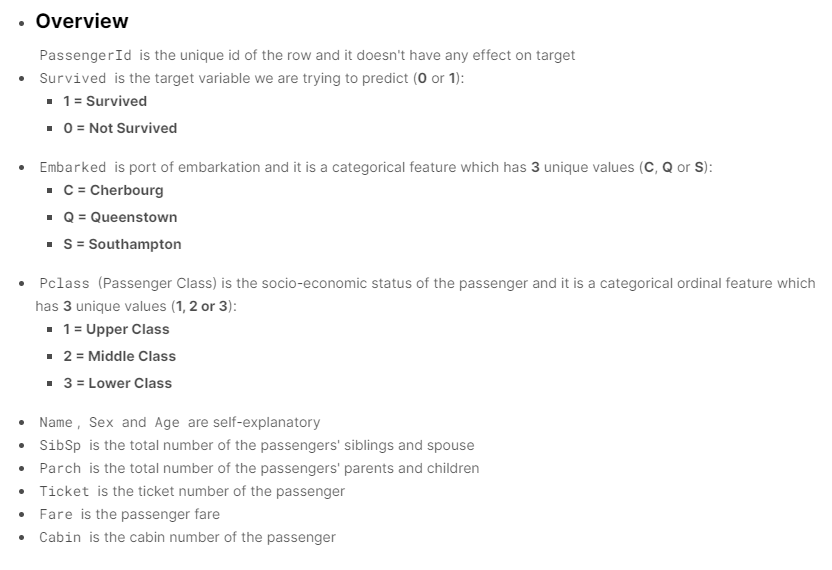 Overview
PassengerId is the unique id of the row and it doesn't have any effect on target
Survived is the target variable we are trying to predict (0 or 1):
1 = Survived
0 = Not Survived
Embarked is port of embarkation and it is a categorical feature which has 3 unique values (C, Q or S):
C = Cherbourg
Q = Queenstown
S = Southampton
Pclass (Passenger Class) is the socio-economic status of the passenger and it is a categorical ordinal feature which
has 3 unique values (1, 2 or 3):
1 = Upper Class
2 = Middle Class
3 = Lower Class
Name , Sex and Age are self-explanatory
SibSp is the total number of the passengers' siblings and spouse
Parch is the total number of the passengers' parents and children
Ticket is the ticket number of the passenger
Fare is the passenger fare
Cabin is the cabin number of the passenger